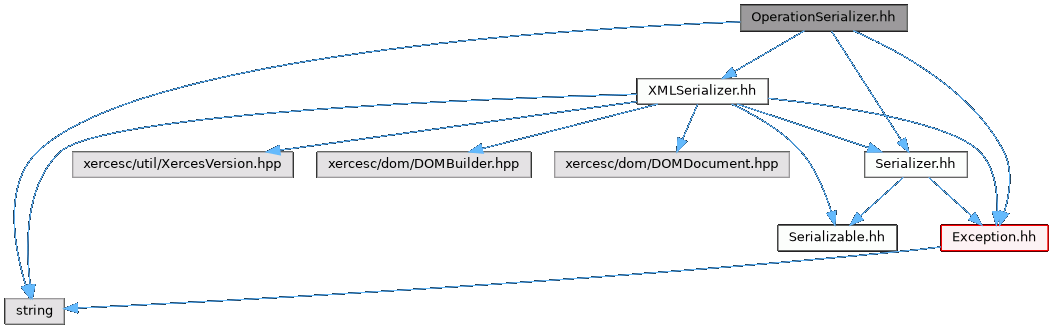 OperationSerializer.hh
XMLSerializer.hh
xercesc/util/XercesVersion.hpp
xercesc/dom/DOMBuilder.hpp
xercesc/dom/DOMDocument.hpp
Serializer.hh
Serializable.hh
Exception.hh
string